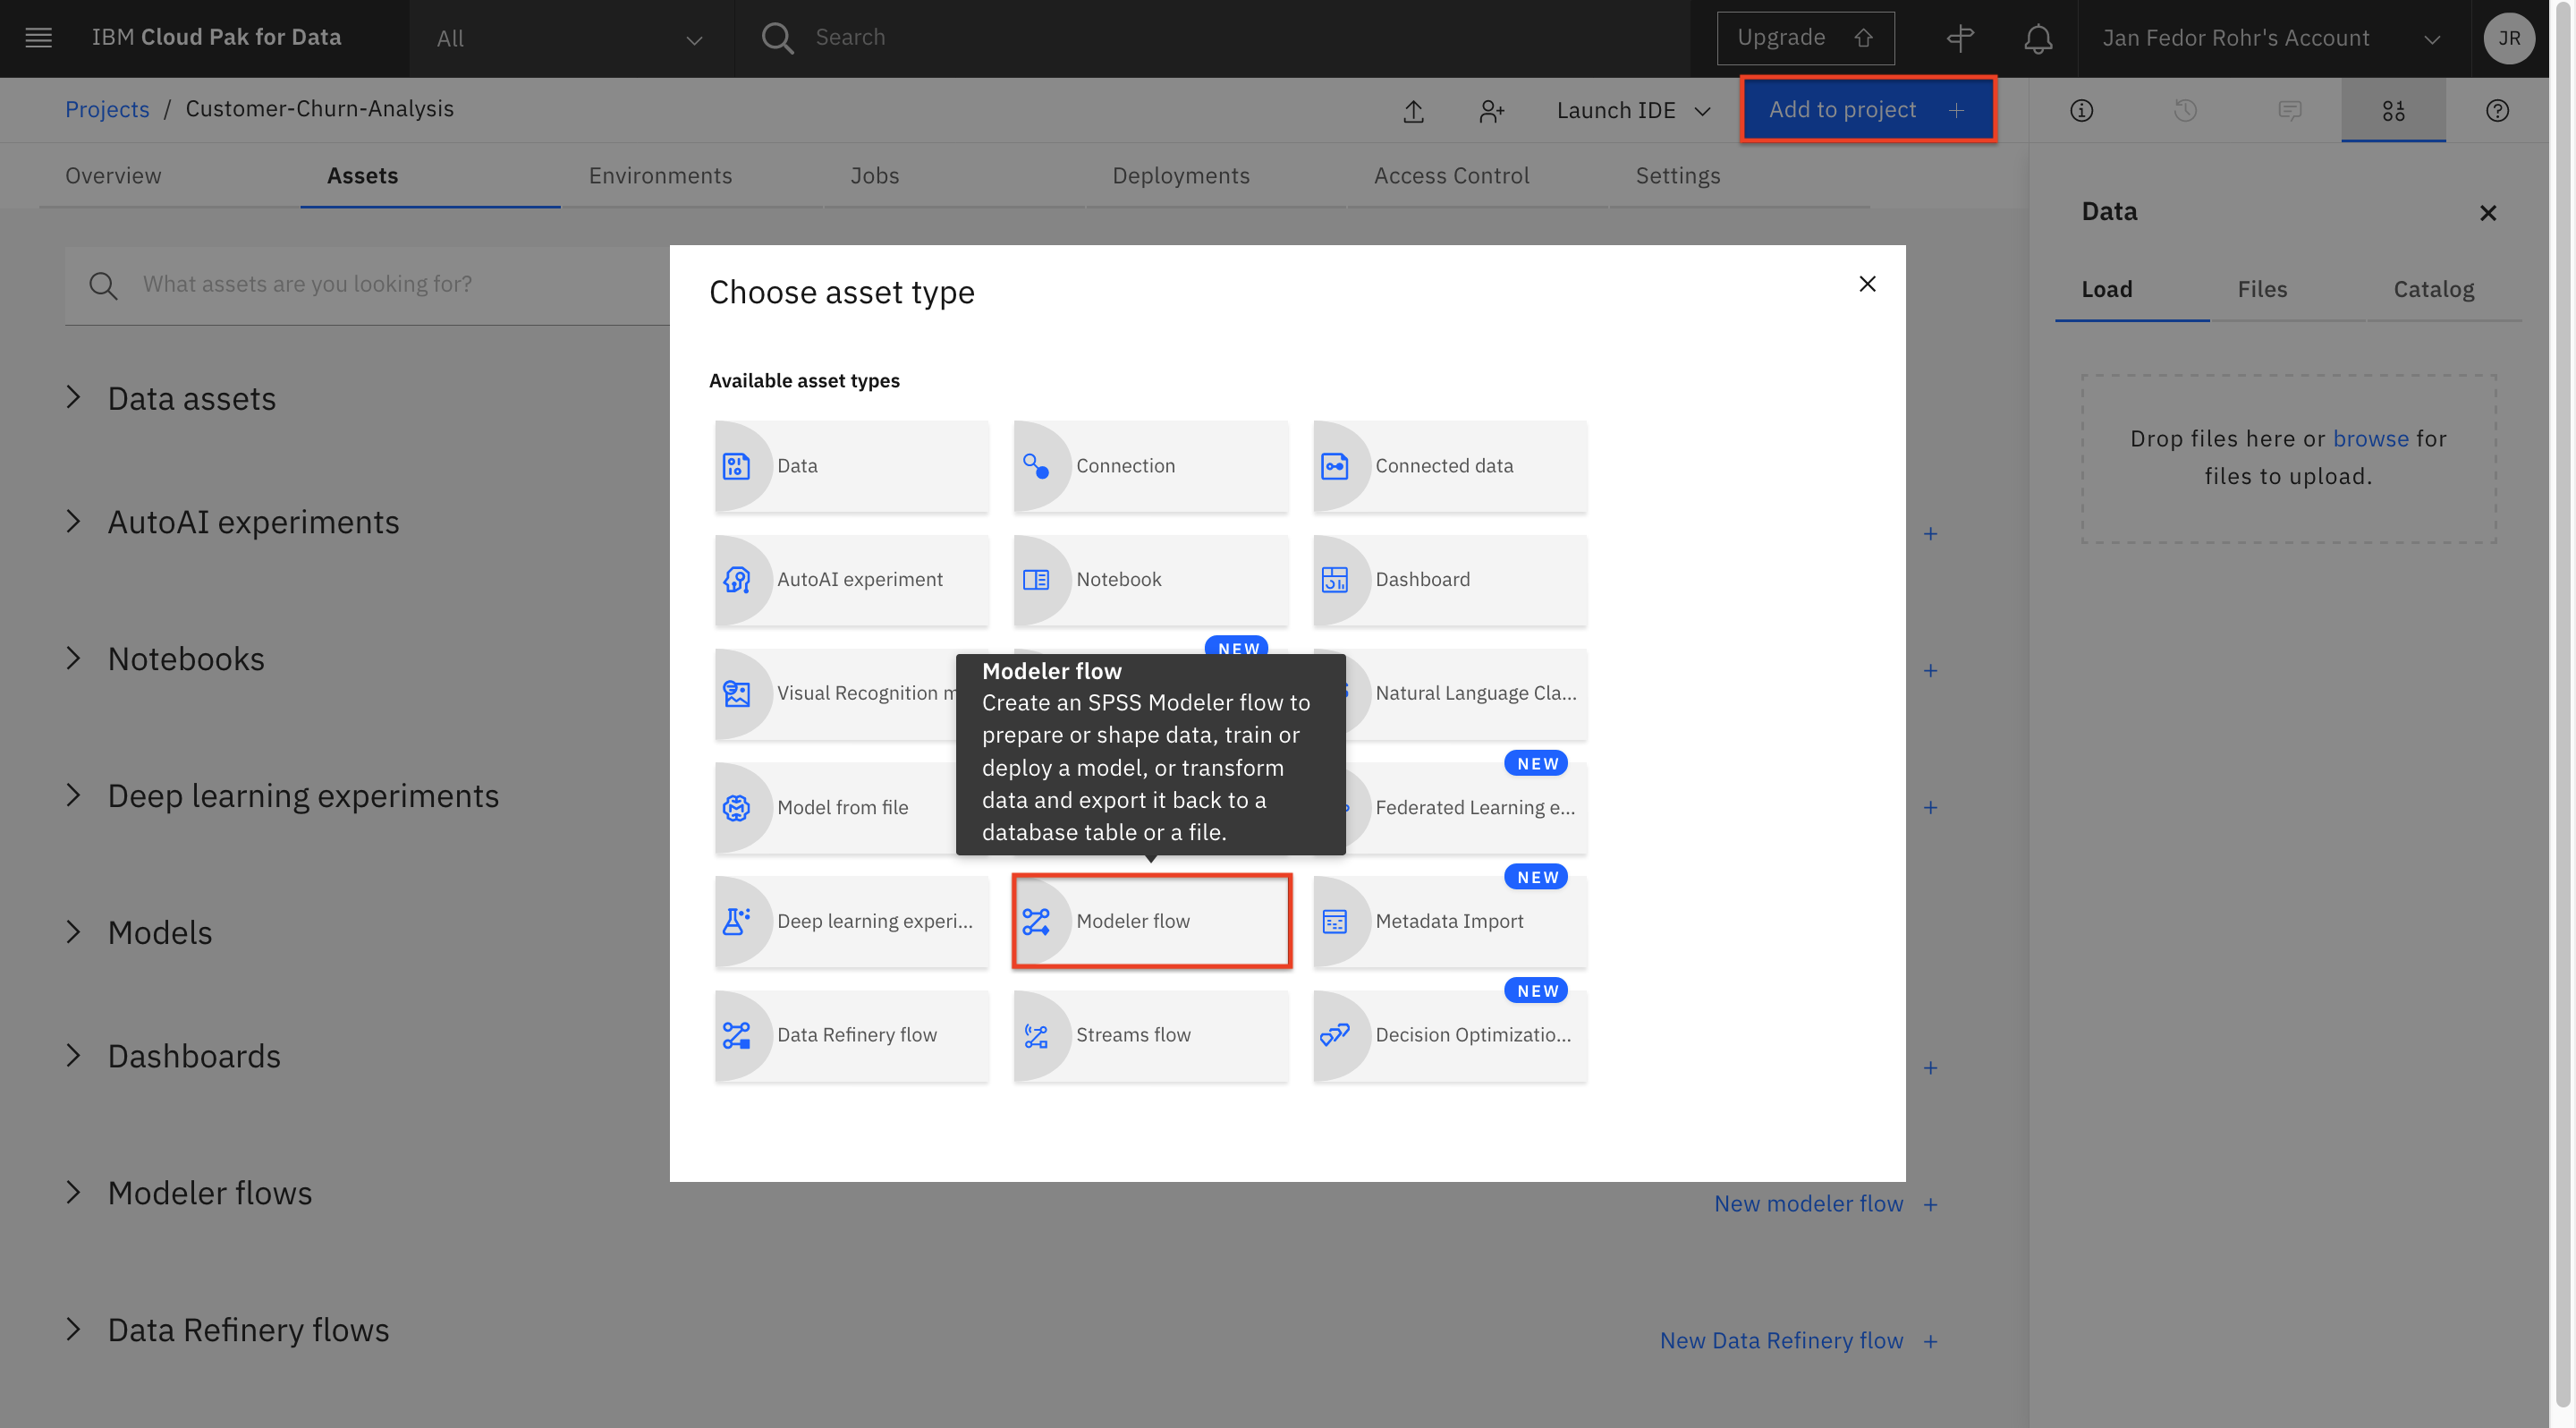 IBM Cloud Pak for Data
All
Search
Upgrade
Jan Fedor Rohr's Account
JR
Projects / Customer-Churn-Analysis
Launch IDE
Add to project +
Overview
Assets
Environments
Jobs
Deployments
Access Control
Settings
Data
Load
Files
Catalog
Drop files here or browse for
files to upload.
What assets are you looking for?
Data assets
AutoAI experiments
+
Notebooks
+
Deep learning experiments
+
Models
Dashboards
+
Modeler flows
New modeler flow +
Data Refinery flows
New Data Refinery flow +
Choose asset type
Available asset types
Data
Connection
Connected data
AutoAI experiment
Notebook
Dashboard
NEW
Visual Recognition
Natural Language Cla...
Modeler flow
Create an SPSS Modeler flow to
prepare or shape data, train or
deploy a model, or transform
data and export it back to a
database table or a file.
NEW
Model from file
Federated Learning e...
NEW
Deep learning experi...
Modeler flow
Metadata Import
NEW
Data Refinery flow
Streams flow
Decision Optimizatio...